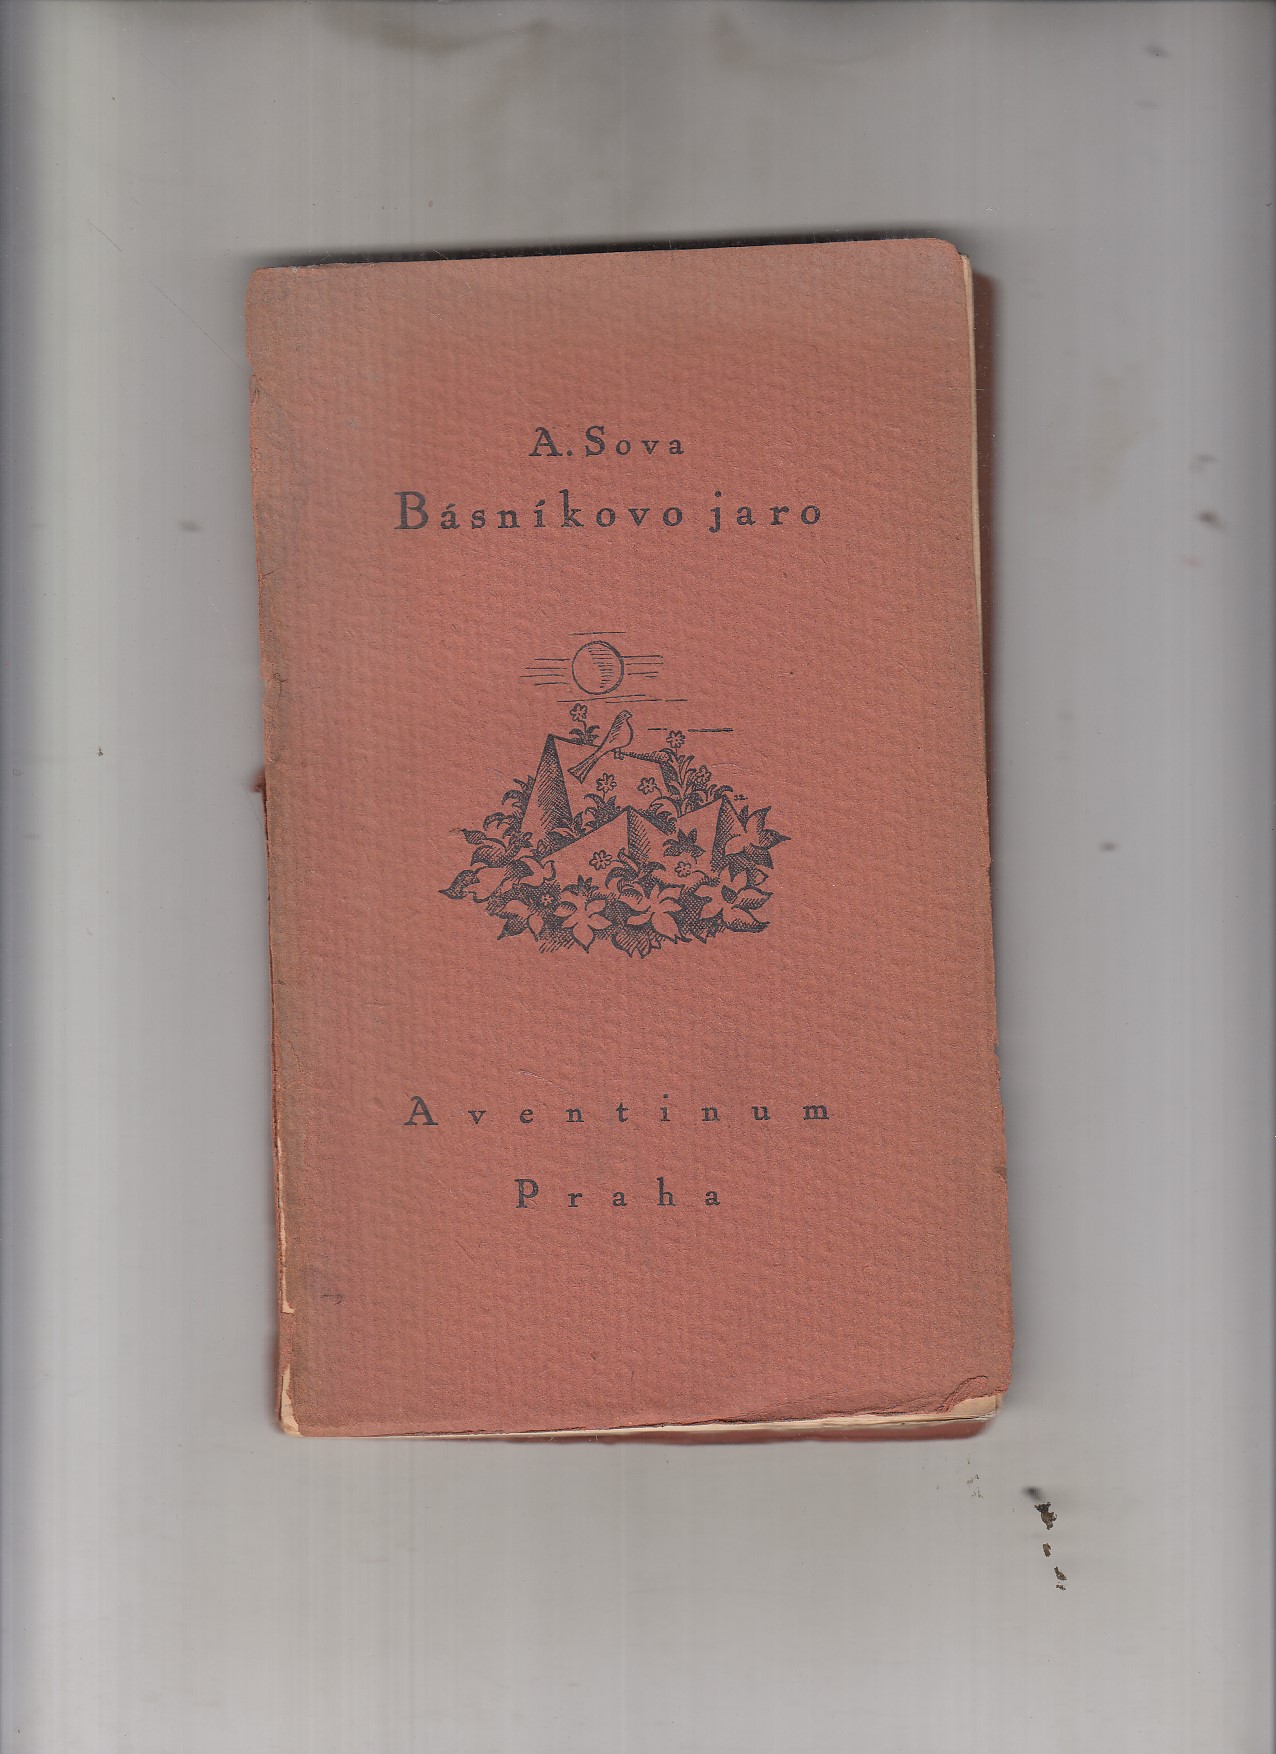 A. Sova
Básníkovo jaro
Aventinum
Praha